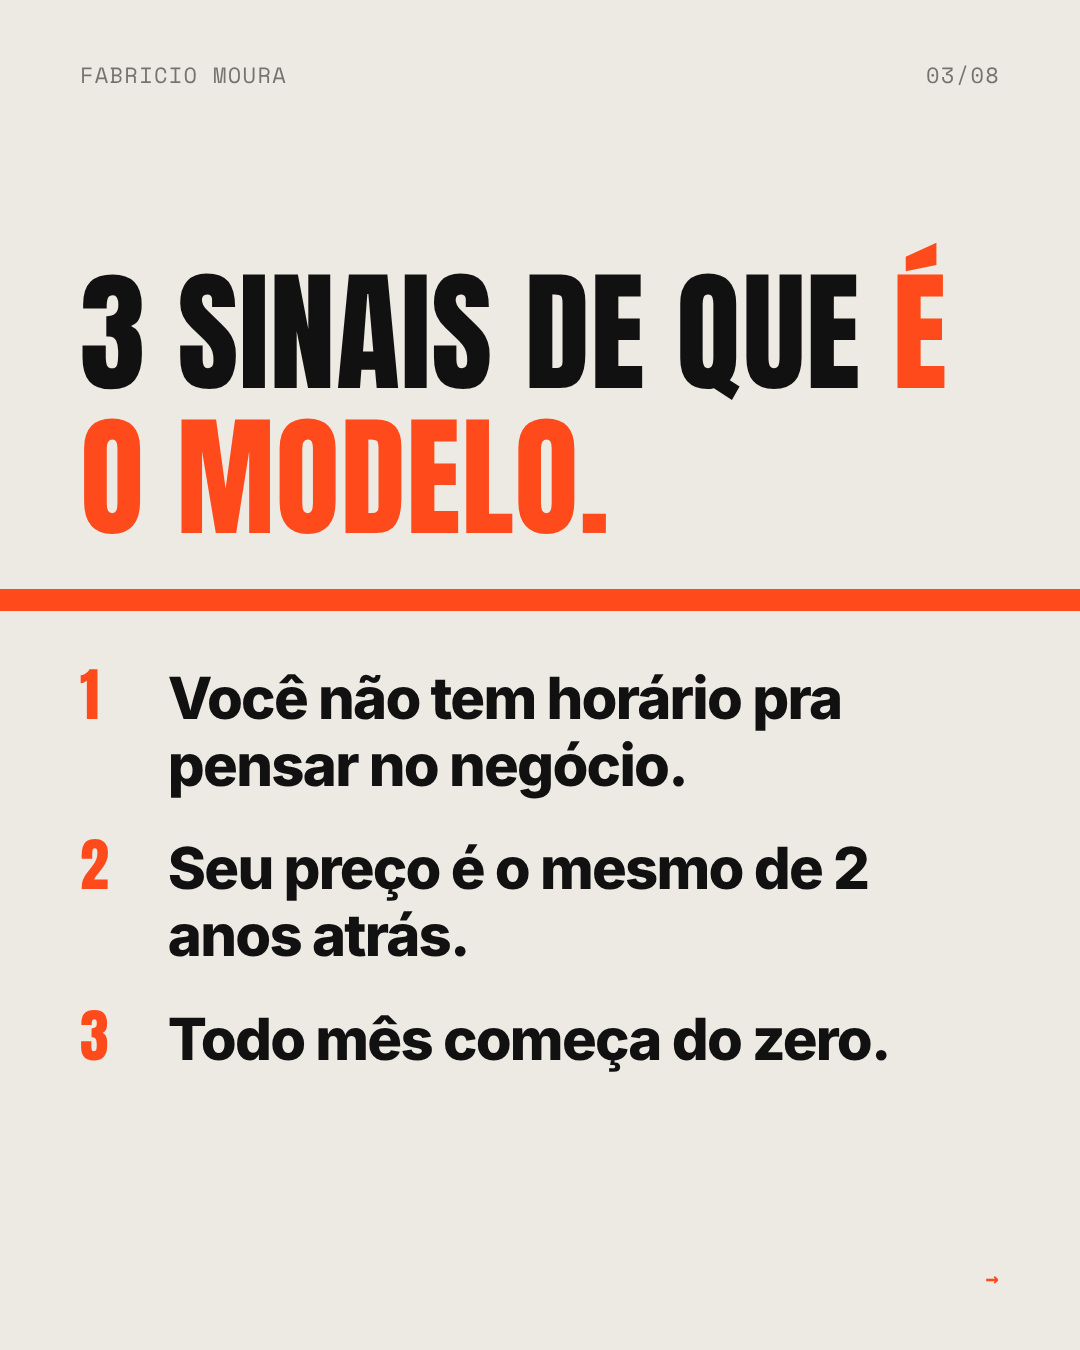 FABRICIO MOURA
03/08
3 SINAIS DE QUE É
O MODELO.
1 Você não tem horário pra
pensar no negócio.
2 Seu preço é o mesmo de 2
anos atrás.
3 Todo mês começa do zero.
→